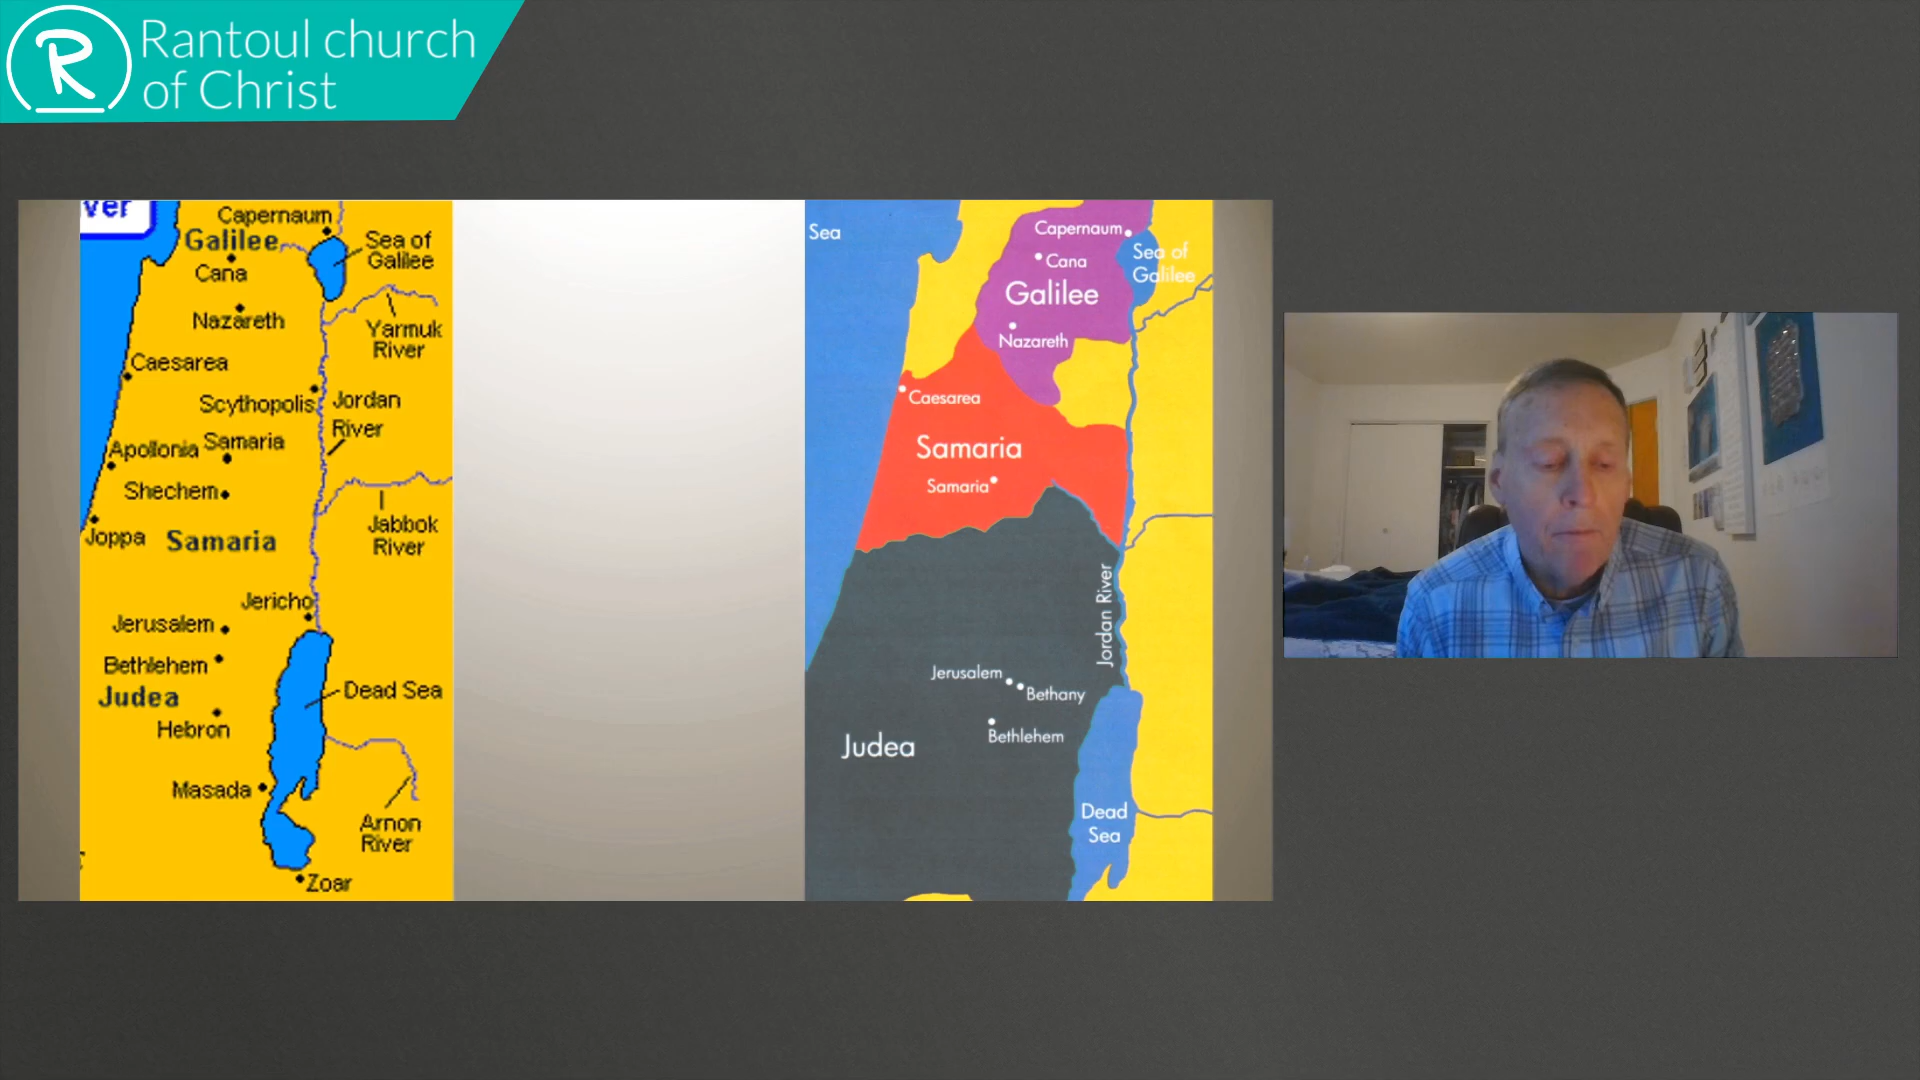 R
Rantoul church
of Christ
ver
Capernaum
Galilee
Sea of
Galilee
Cana
Nazareth
Yarmuk
River
Caesarea
Scythopolis
Jordan
River
Apollonia
Samaria
Shechem
Jabbok
River
Joppa
Samaria
Jericho
Jerusalem
Bethlehem
Judea
Dead Sea
Hebron
Masada
Arnon
River
Zoar
Sea
Capernaum
Cana
Sea of
Galilee
Galilee
Nazareth
Caesarea
Samaria
Samaria
Jordan River
Jerusalem
Bethany
Bethlehem
Judea
Dead
Sea